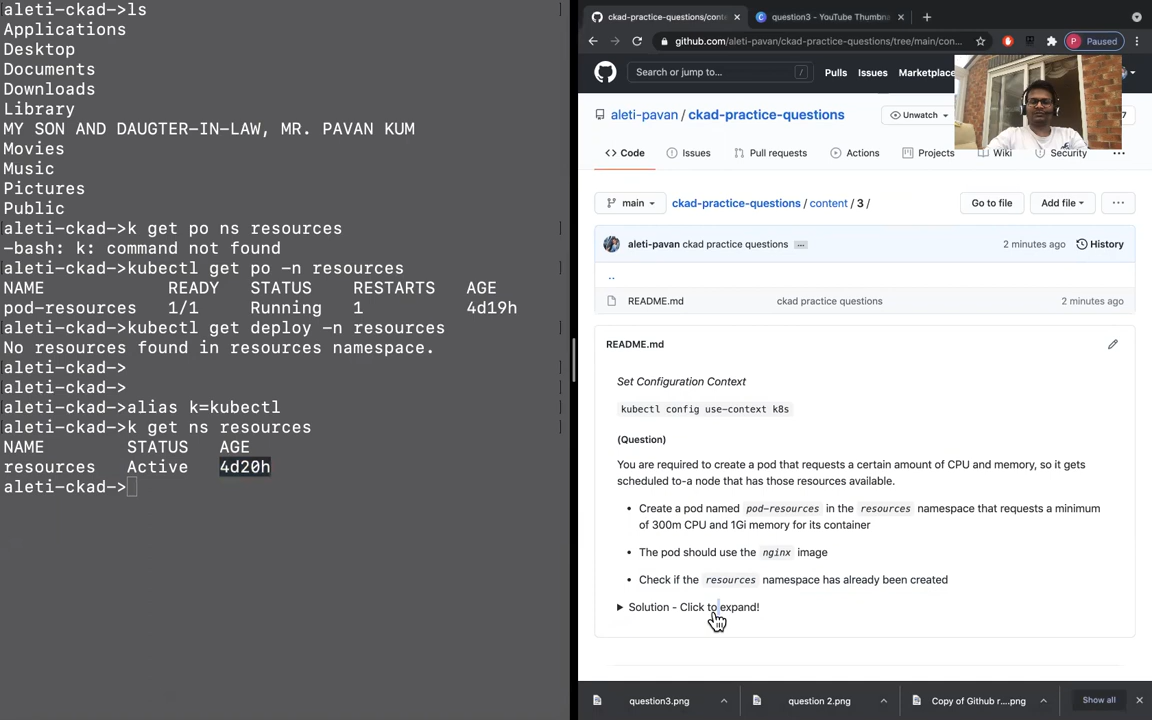 aleti-ckad->ls
Applications
Desktop
Documents
Downloads
Library
MY SON AND DAUGTER-IN-LAW, MR. PAVAN KUM
Movies
Music
Pictures
Public
aleti-ckad->k get po ns resources
-bash: k: command not found
aleti-ckad->kubectl get po -n resources
NAME READY STATUS RESTARTS AGE
pod-resources 1/1 Running 1 4d19h
aleti-ckad->kubectl get deploy -n resources
No resources found in resources namespace.
aleti-ckad->
aleti-ckad->
aleti-ckad->alias k=kubectl
aleti-ckad->k get ns resources
NAME STATUS AGE
resources Active 4d20h
aleti-ckad->
ckad-practice-questions/conte
question3 - YouTube Thumbna
github.com/aleti-pavan/ckad-practice-questions/tree/main/con...
P Paused
Search or jump to... /
Pulls Issues Marketplace
aleti-pavan / ckad-practice-questions
Unwatch
7
Code Issues Pull requests Actions Projects Wiki Security ...
main
ckad-practice-questions / content / 3 /
Go to file Add file ...
aleti-pavan ckad practice questions ... 2 minutes ago History
..
README.md ckad practice questions 2 minutes ago
README.md
Set Configuration Context
kubectl config use-context k8s
(Question)
You are required to create a pod that requests a certain amount of CPU and memory, so it gets
scheduled to-a node that has those resources available.
• Create a pod named pod-resources in the resources namespace that requests a minimum
of 300m CPU and 1Gi memory for its container
• The pod should use the nginx image
• Check if the resources namespace has already been created
Solution - Click to expand!
question3.png
question 2.png
Copy of Github r....png
Show all